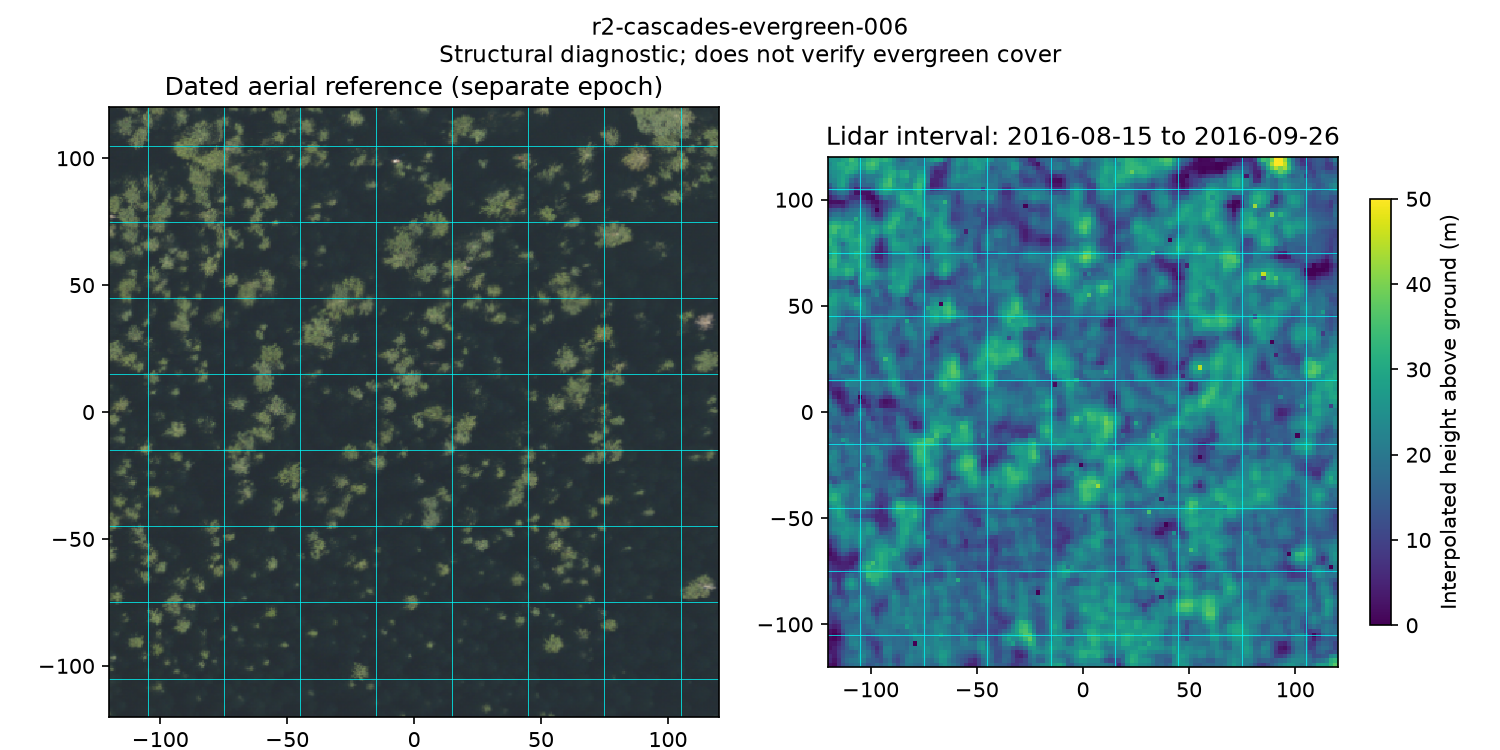 r2-cascades-evergreen-006
Structural diagnostic; does not verify evergreen cover
Dated aerial reference (separate epoch)
100
50
0
−50
−100
−100 −50 0 50 100
Lidar interval: 2016-08-15 to 2016-09-26
100
50
0
−50
−100
−100 −50 0 50 100
50
40
30
20
10
0
Interpolated height above ground (m)